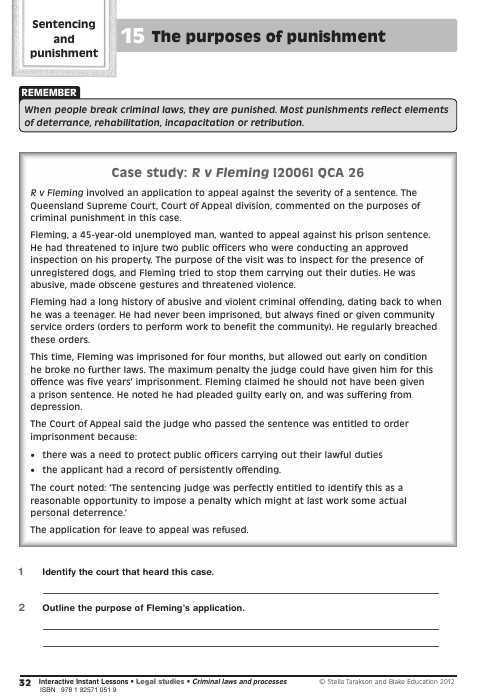 Sentencing
and
punishment
15 The purposes of punishment
REMEMBER
When people break criminal laws, they are punished. Most punishments reflect elements
of deterrance, rehabilitation, incapacitation or retribution.
Case study: R v Fleming [2006] QCA 26
R v Fleming involved an application to appeal against the severity of a sentence. The
Queensland Supreme Court, Court of Appeal division, commented on the purposes of
criminal punishment in this case.
Fleming, a 45-year-old unemployed man, wanted to appeal against his prison sentence.
He had threatened to injure two public officers who were conducting an approved
inspection on his property. The purpose of the visit was to inspect for the presence of
unregistered dogs, and Fleming tried to stop them carrying out their duties. He was
abusive, made obscene gestures and threatened violence.
Fleming had a long history of abusive and violent criminal offending, dating back to when
he was a teenager. He had never been imprisoned, but always fined or given community
service orders (orders to perform work to benefit the community). He regularly breached
these orders.
This time, Fleming was imprisoned for four months, but allowed out early on condition
he broke no further laws. The maximum penalty the judge could have given him for this
offence was five years' imprisonment. Fleming claimed he should not have been given
a prison sentence. He noted he had pleaded guilty early on, and was suffering from
depression.
The Court of Appeal said the judge who passed the sentence was entitled to order
imprisonment because:
• there was a need to protect public officers carrying out their lawful duties
• the applicant had a record of persistently offending.
The court noted: 'The sentencing judge was perfectly entitled to identify this as a
reasonable opportunity to impose a penalty which might at last work some actual
personal deterrence.'
The application for leave to appeal was refused.
1 Identify the court that heard this case.
2 Outline the purpose of Fleming's application.
32 Interactive Instant Lessons • Legal studies • Criminal laws and processes © Stella Tarakson and Blake Education 2012
ISBN 978 1 92571 051 9